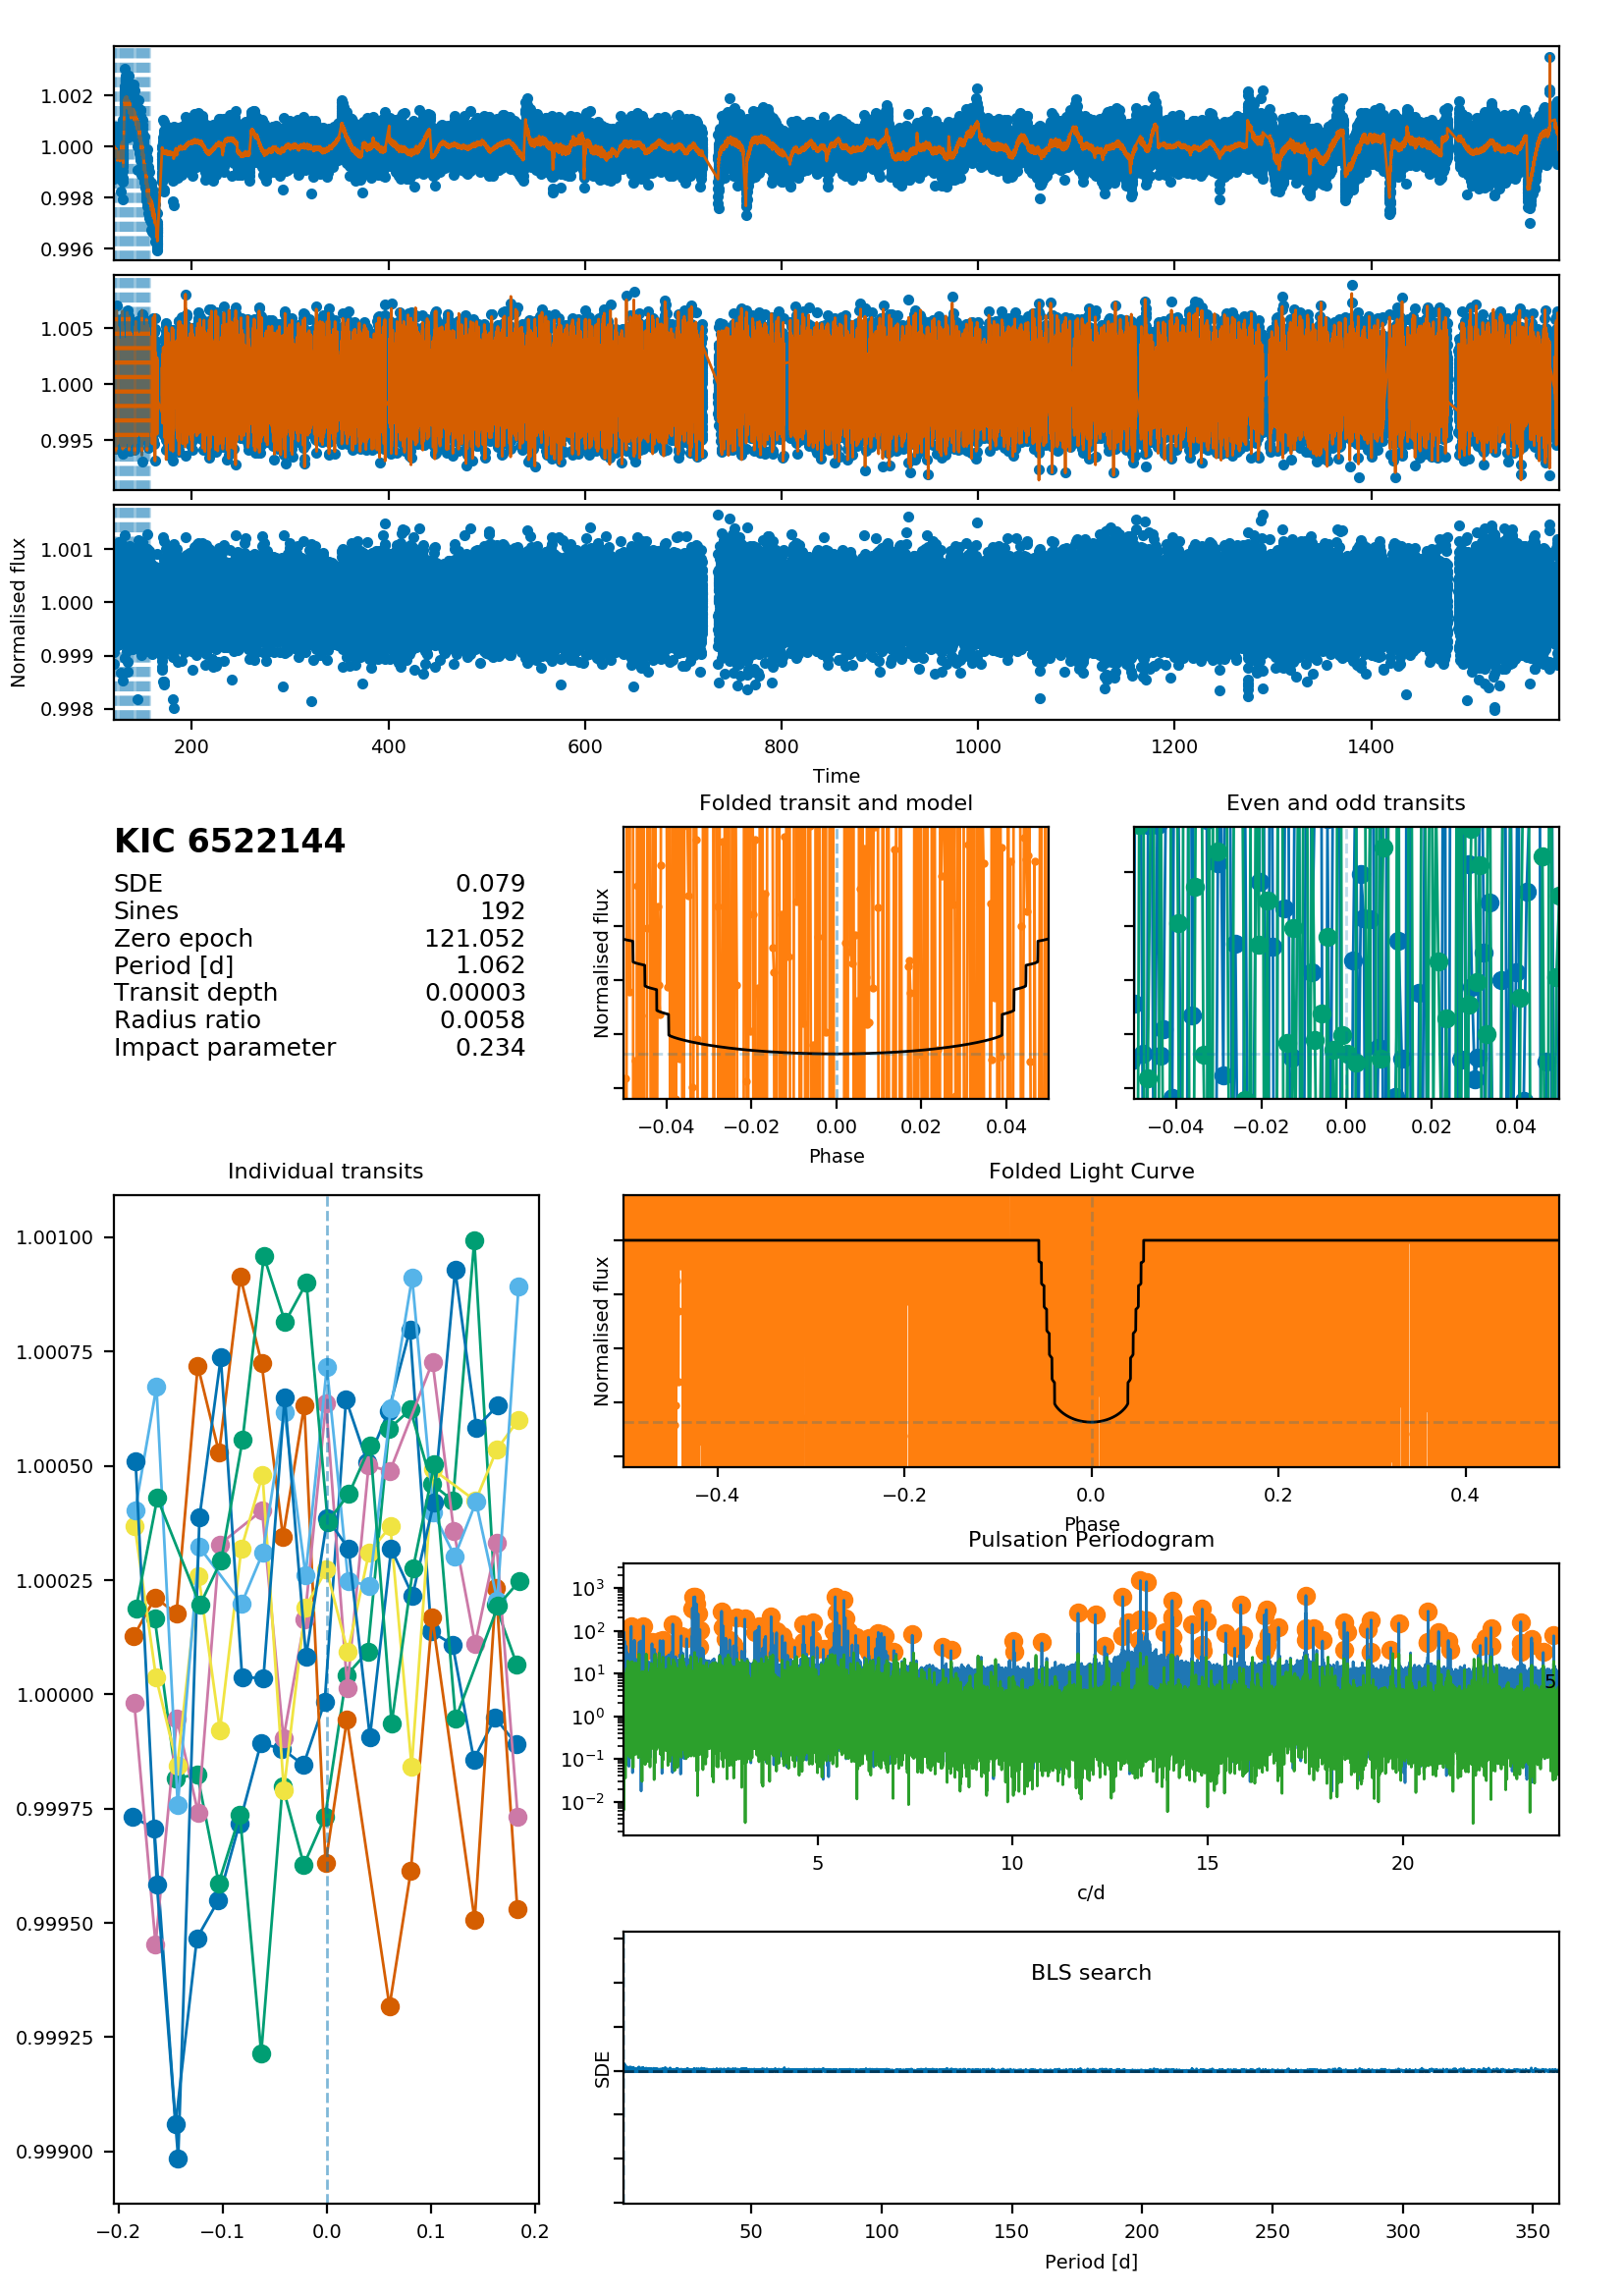 1.002
1.000
0.998
0.996
1.005
1.000
0.995
1.001
1.000
0.999
0.998
Normalised flux
200 400 600 800 1000 1200 1400
Time
KIC 6522144
SDE 0.079
Sines 192
Zero epoch 121.052
Period [d] 1.062
Transit depth 0.00003
Radius ratio 0.0058
Impact parameter 0.234
Folded transit and model
Normalised flux
−0.04 −0.02 0.00 0.02 0.04
Phase
Even and odd transits
−0.04 −0.02 0.00 0.02 0.04
Individual transits
1.00100
1.00075
1.00050
1.00025
1.00000
0.99975
0.99950
0.99925
0.99900
−0.2 −0.1 0.0 0.1 0.2
Folded Light Curve
Normalised flux
−0.4 −0.2 0.0 0.2 0.4
Phase
Pulsation Periodogram
10³
10²
10¹
10⁰
10⁻¹
10⁻²
5
5 10 15 20
c/d
BLS search
SDE
50 100 150 200 250 300 350
Period [d]